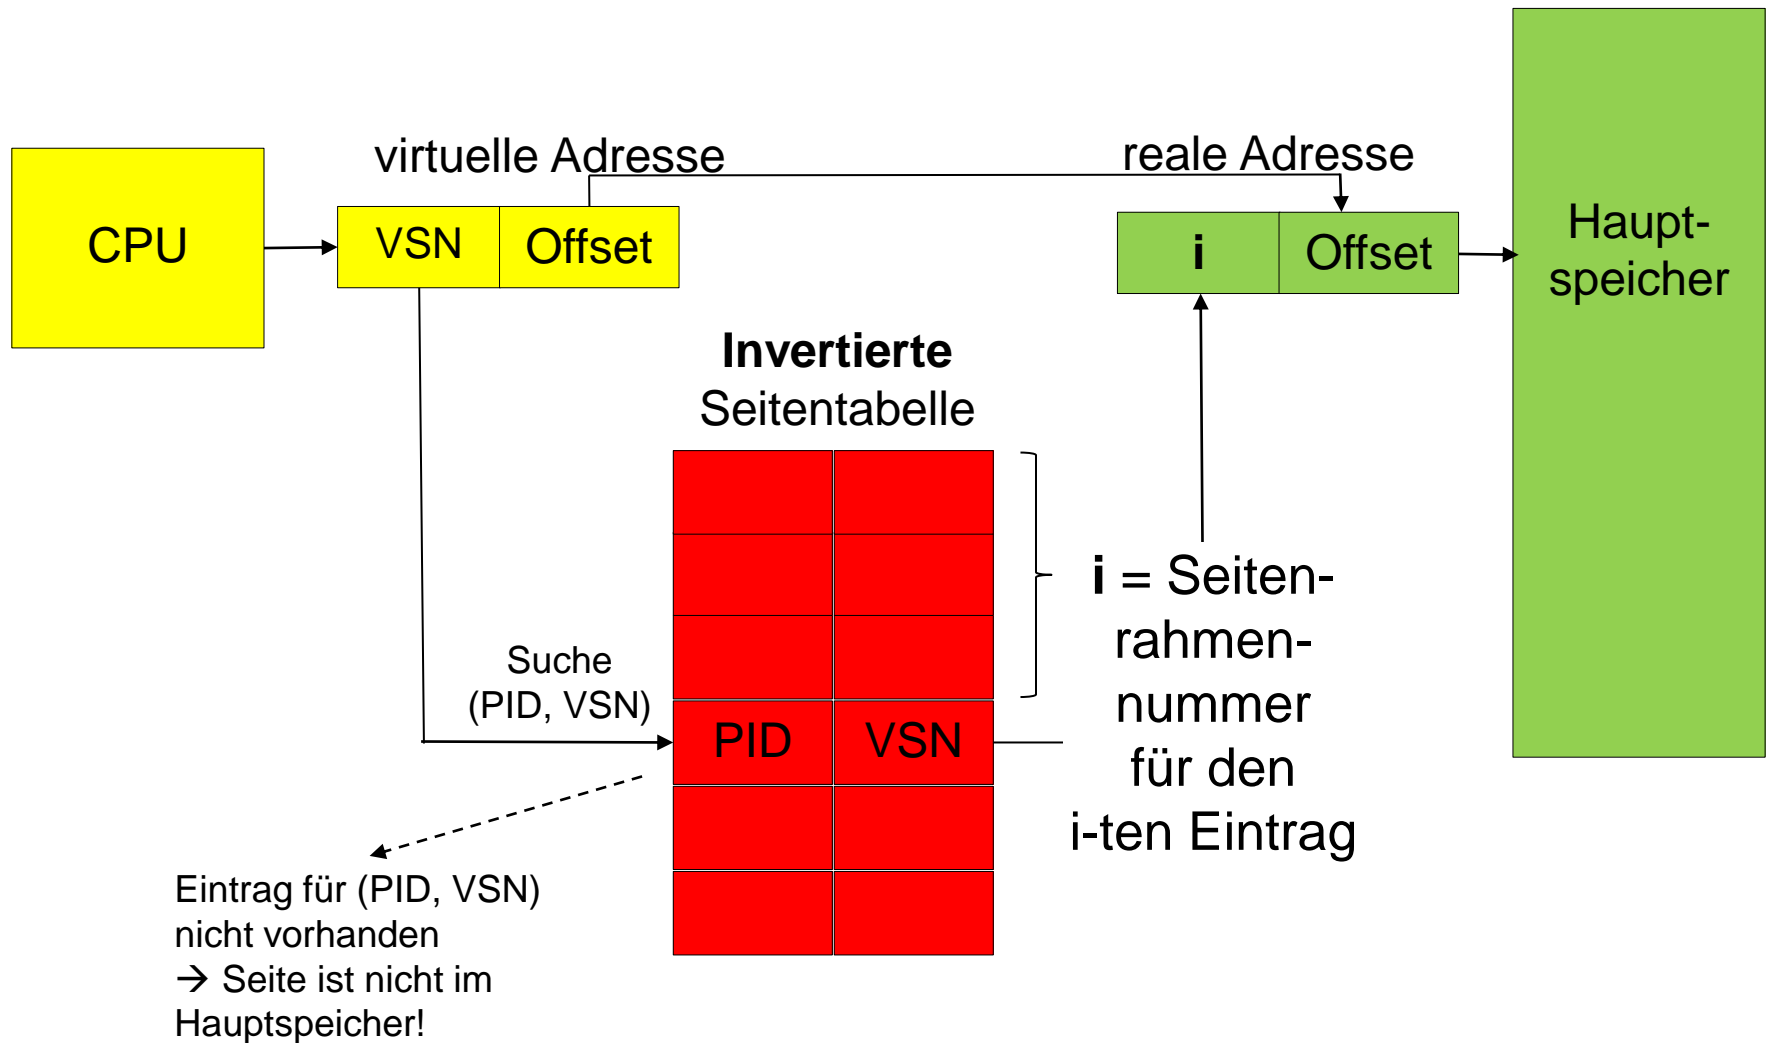 virtuelle Adresse
reale Adresse
CPU
VSN
Offset
i
Offset
Haupt-
speicher
Invertierte
Seitentabelle
Suche
(PID, VSN)
PID
VSN
i = Seiten-
rahmen-
nummer
für den
i-ten Eintrag
Eintrag für (PID, VSN)
nicht vorhanden
→ Seite ist nicht im
Hauptspeicher!